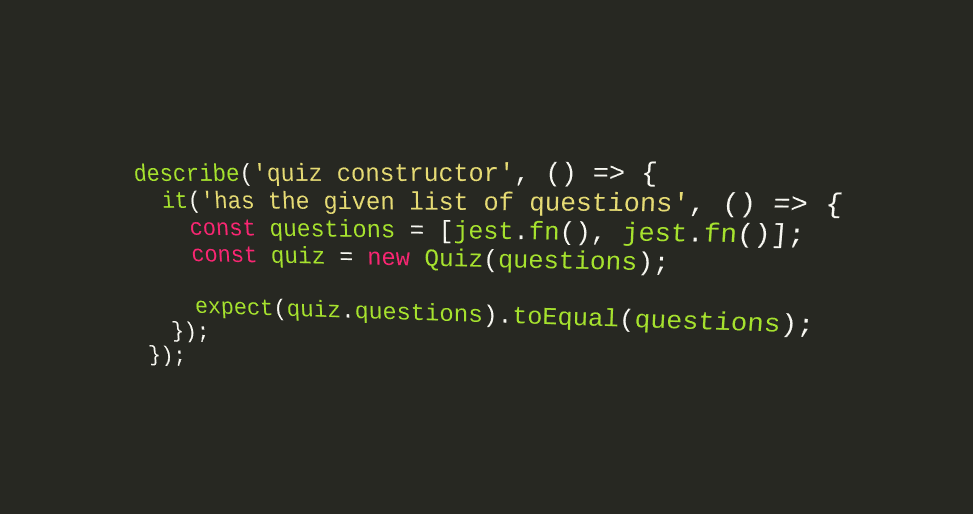 describe('quiz constructor', () => {
  it('has the given list of questions', () => {
    const questions = [jest.fn(), jest.fn()];
    const quiz = new Quiz(questions);

    expect(quiz.questions).toEqual(questions);
  });
});